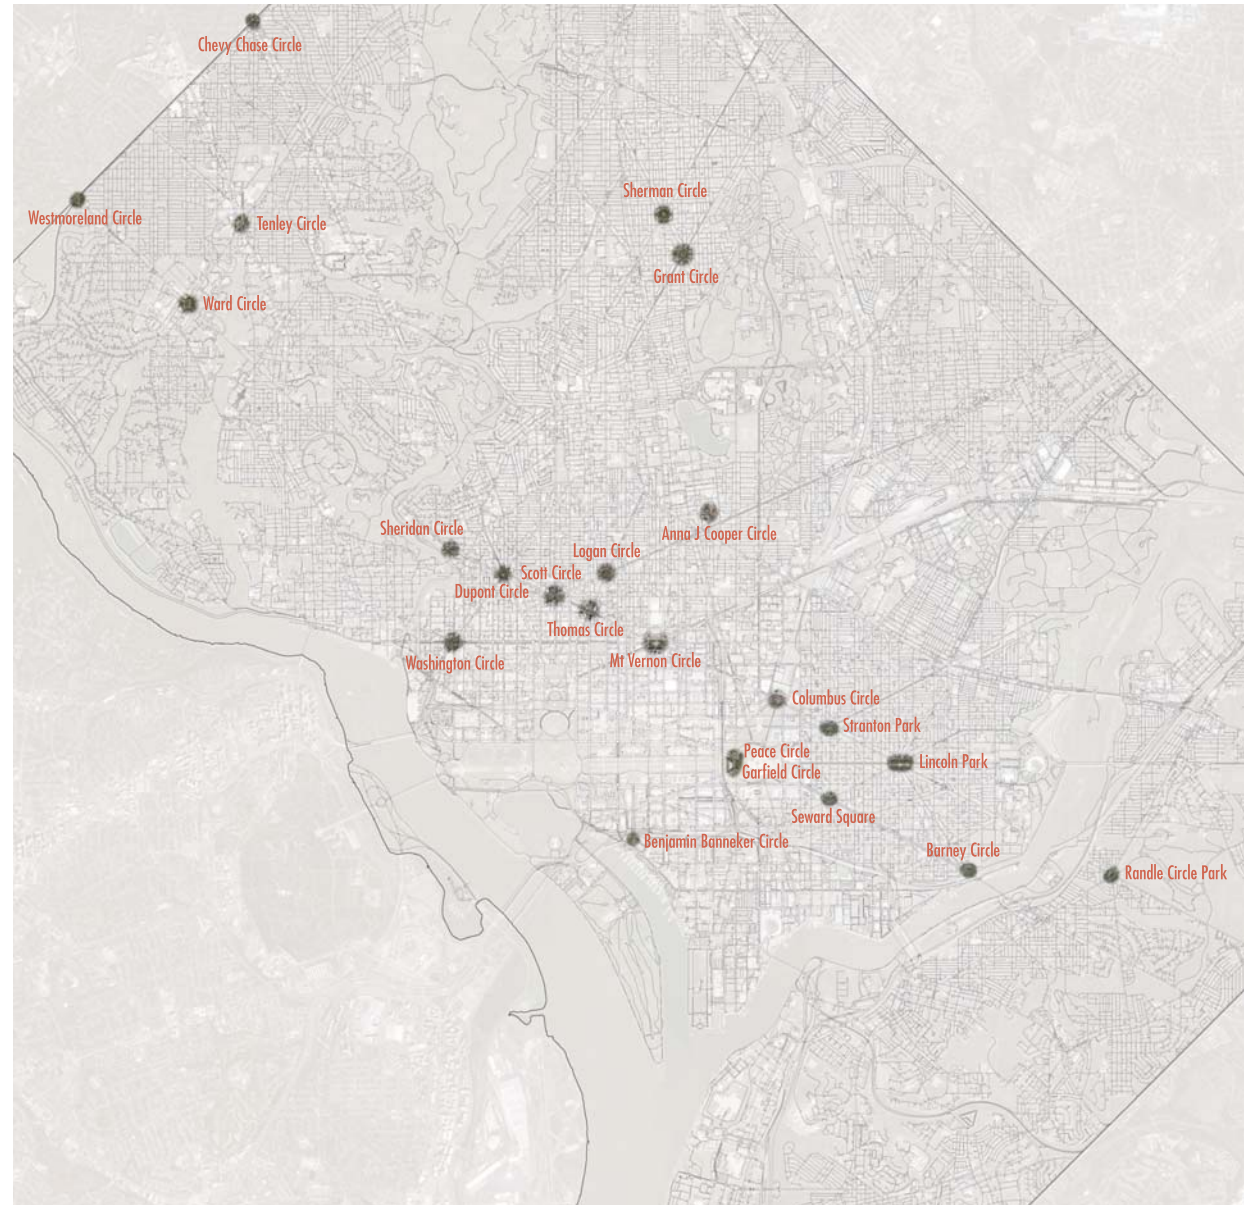 Chevy Chase Circle
Sherman Circle
Westmoreland Circle
Tenley Circle
Grant Circle
Ward Circle
Sheridan Circle
Anna J Cooper Circle
Logan Circle
Scott Circle
Dupont Circle
Thomas Circle
Washington Circle
Mt Vernon Circle
Columbus Circle
Stranton Park
Peace Circle
Lincoln Park
Garfield Circle
Seward Square
Benjamin Banneker Circle
Barney Circle
Randle Circle Park